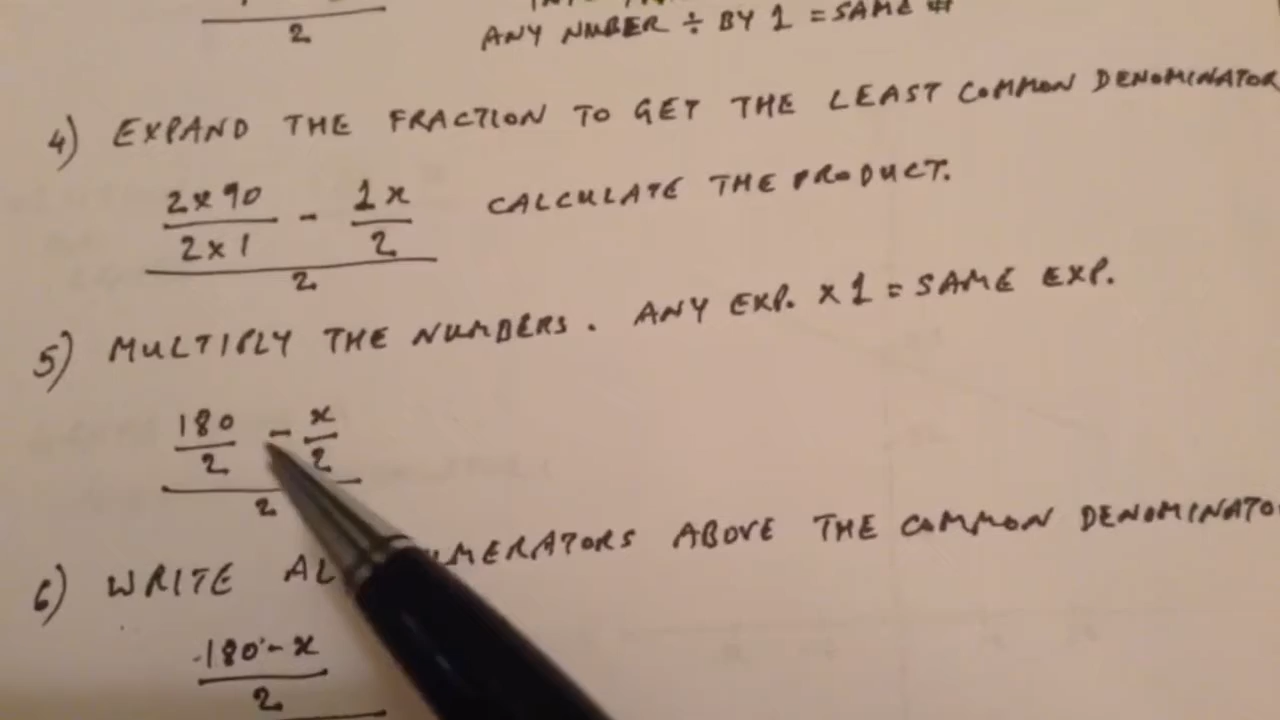 2
ANY NMBER ÷ BY 1 = SAME #
4) EXPAND THE FRACTION TO GET THE LEAST COMMON DENOMINATOR
2 x 90 / 2 x 1 - 1x / 2 CALCULATE THE PRODUCT.
2
5) MULTIPLY THE NUMBERS. ANY EXP. x 1 = SAME EXP.
180 / 2 - x / 2
2
6) WRITE AL UMERATORS ABOVE THE COMMON DENOMINATO
180 - x
2